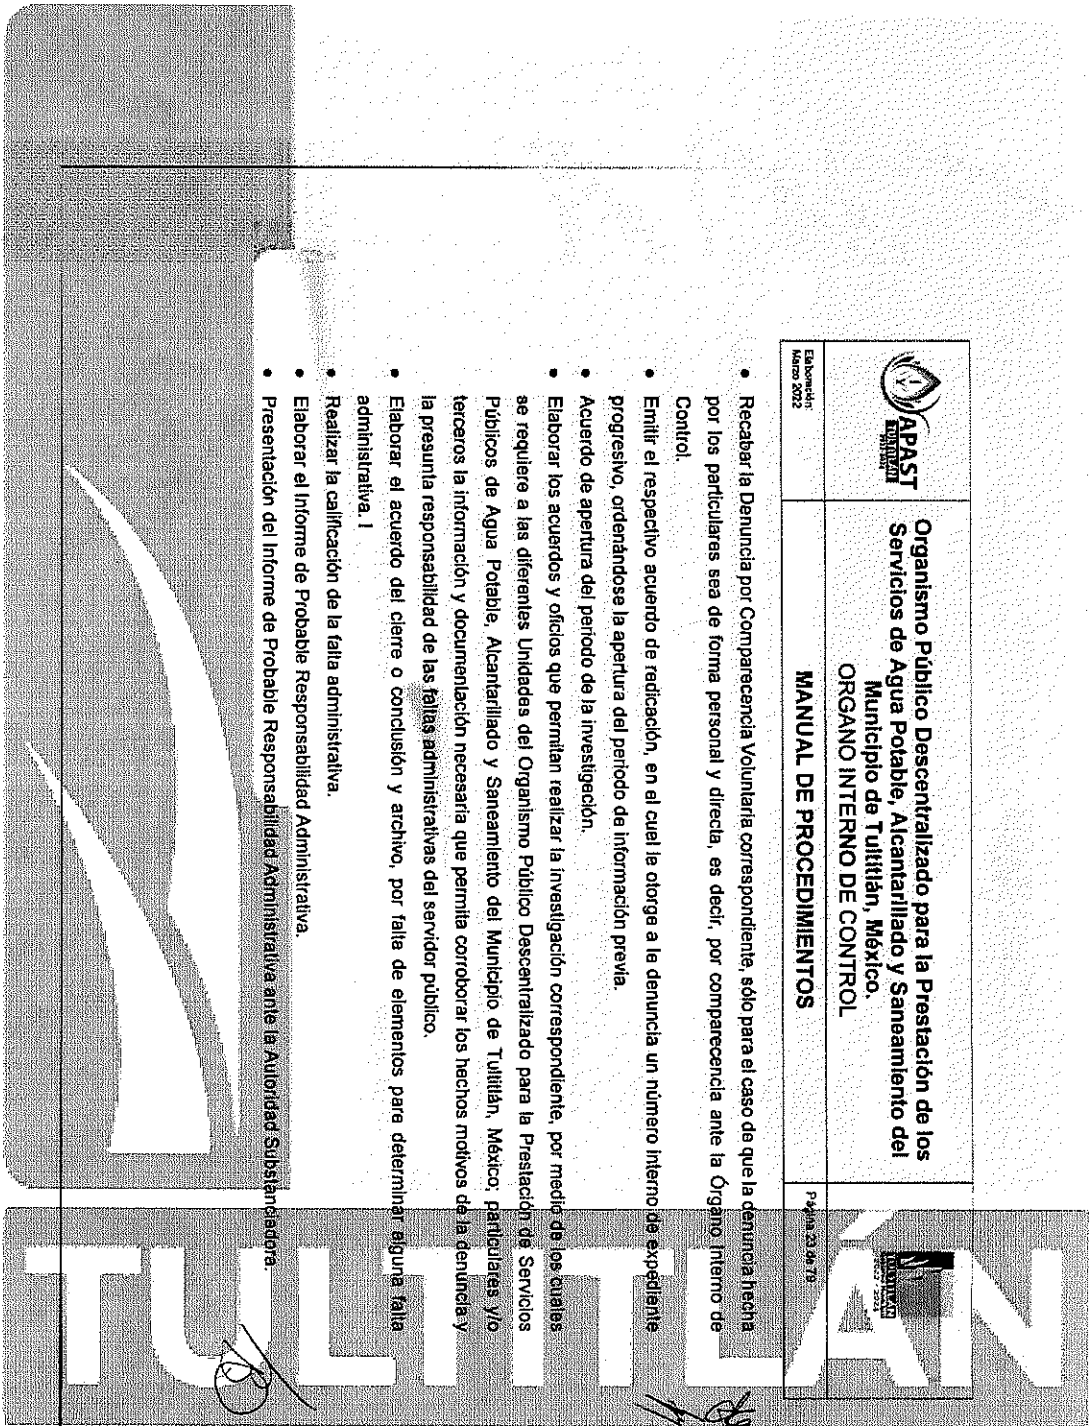 APAST
TULTITLÁN
Organismo Público Descentralizado para la Prestación de los
Servicios de Agua Potable, Alcantarillado y Saneamiento del
Municipio de Tultitlán, México.
ORGANO INTERNO DE CONTROL
Elaboración:
Marzo 2022
MANUAL DE PROCEDIMIENTOS
Página 23 de 79
• Recabar la Denuncia por Comparecencia Voluntaria correspondiente, sólo para el caso de que la denuncia hecha
por los particulares sea de forma personal y directa, es decir, por comparecencia ante la Órgano Interno de
Control.
• Emitir el respectivo acuerdo de redicación, en el cual le otorga a la denuncia un número interno de expediente
progresivo, ordenándose la apertura del periodo de información previa.
• Acuerdo de apertura del periodo de la investigación.
• Elaborar los acuerdos y oficios que permitan realizar la investigación correspondiente, por medio de los cuales
se requiere a las diferentes Unidades del Organismo Público Descentralizado para la Prestación de Servicios
Públicos de Agua Potable, Alcantarillado y Saneamiento del Municipio de Tultitlán, México; particulares y/o
terceros la información y documentación necesaria que permita corroborar los hechos motivos de la denuncia y
la presunta responsabilidad de las faltas administrativas del servidor público.
• Elaborar el acuerdo del cierre o conclusión y archivo, por falta de elementos para determinar alguna falta
administrativa. l
• Realizar la calificación de la falta administrativa.
• Elaborar el Informe de Probable Responsabilidad Administrativa.
• Presentación del Informe de Probable Responsabilidad Administrativa ante la Autoridad Substanciadora.
TULTITLÁN